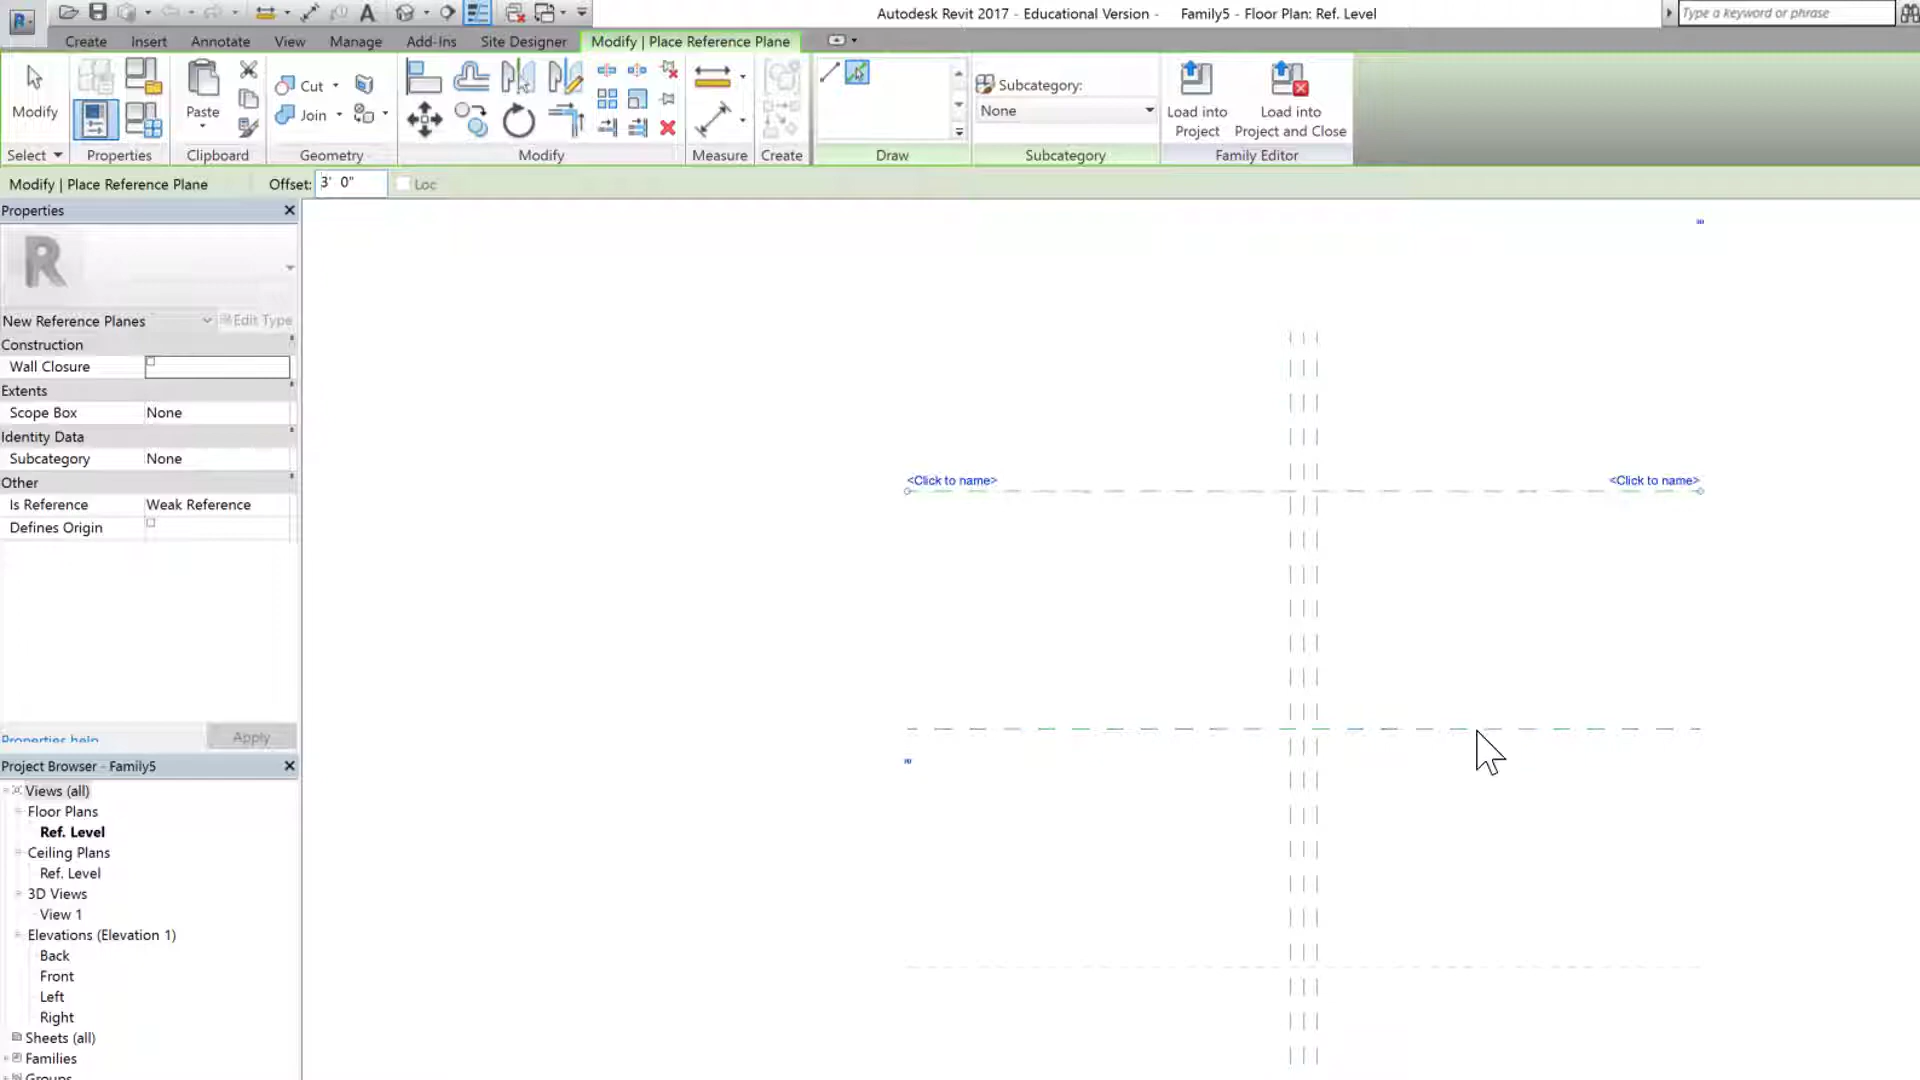 Autodesk Revit 2017 - Educational Version - Family5 - Floor Plan: Ref. Level
Type a keyword or phrase
Create Insert Annotate View Manage Add-Ins Site Designer Modify | Place Reference Plane
Modify
Paste
Cut
Join
Subcategory:
None
Load into Project
Load into Project and Close
Select Properties Clipboard Geometry Modify Measure Create Draw Subcategory Family Editor
Modify | Place Reference Plane Offset: 3' 0"
Properties
New Reference Planes Edit Type
Construction
Wall Closure
Extents
Scope Box None
Identity Data
Subcategory None
Other
Is Reference Weak Reference
Defines Origin
Properties help Apply
<Click to name> <Click to name>
Project Browser - Family5
Views (all)
Floor Plans
Ref. Level
Ceiling Plans
Ref. Level
3D Views
View 1
Elevations (Elevation 1)
Back
Front
Left
Right
Sheets (all)
Families
Groups